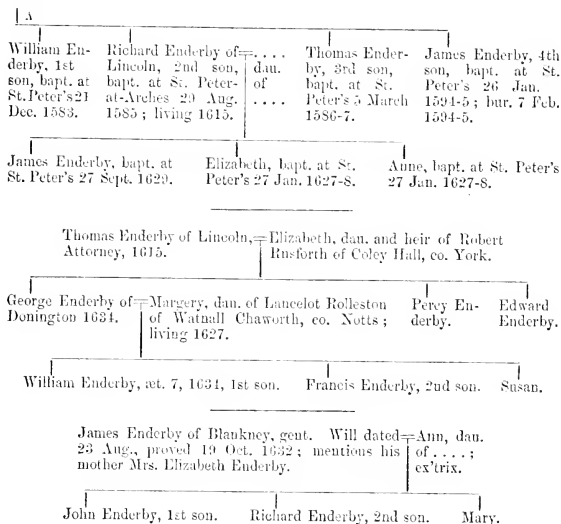 A
William En-
derby, 1st
son, bapt. at
St. Peter's 21
Dec. 1583.
Richard Enderby of=. . . .
Lincoln, 2nd son, dau.
bapt. at St. Peter- of
at-Arches 29 Aug. . . . .
1585 ; living 1615.
Thomas Ender-
by, 3rd son,
bapt. at St.
Peter's 5 March
1586-7.
James Enderby, 4th
son, bapt. at St.
Peter's 26 Jan.
1594-5 ; bur. 7 Feb.
1594-5.
James Enderby, bapt. at
St. Peter's 27 Sept. 1629.
Elizabeth, bapt. at St.
Peter's 27 Jan. 1627-8.
Anne, bapt. at St. Peter's
27 Jan. 1627-8.
Thomas Enderby of Lincoln,=Elizabeth, dau. and heir of Robert
Attorney, 1615. Rusforth of Coley Hall, co. York.
George Enderby of=Margery, dau. of Lancelot Rolleston
Donington 1634. of Watnall Chaworth, co. Notts ;
living 1627.
Percy En-
derby.
Edward
Enderby.
William Enderby, æt. 7, 1634, 1st son.
Francis Enderby, 2nd son.
Susan.
James Enderby of Blankney, gent. Will dated=Ann, dau.
23 Aug., proved 19 Oct. 1632 ; mentions his of . . . . ;
mother Mrs. Elizabeth Enderby. ex'trix.
John Enderby, 1st son.
Richard Enderby, 2nd son.
Mary.